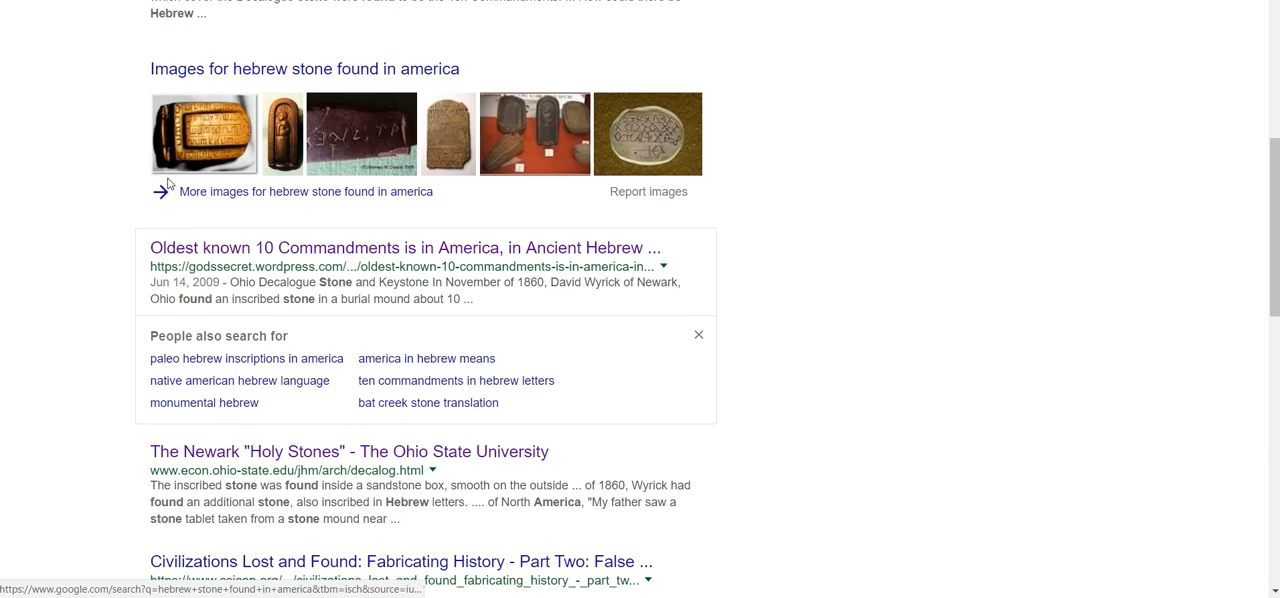 Hebrew ...
Images for hebrew stone found in america
More images for hebrew stone found in america
Report images
Oldest known 10 Commandments is in America, in Ancient Hebrew ...
https://godssecret.wordpress.com/.../oldest-known-10-commandments-is-in-america-in...
Jun 14, 2009 - Ohio Decalogue Stone and Keystone In November of 1860, David Wyrick of Newark,
Ohio found an inscribed stone in a burial mound about 10 ...
People also search for
paleo hebrew inscriptions in america
america in hebrew means
native american hebrew language
ten commandments in hebrew letters
monumental hebrew
bat creek stone translation
The Newark "Holy Stones" - The Ohio State University
www.econ.ohio-state.edu/jhm/arch/decalog.html
The inscribed stone was found inside a sandstone box, smooth on the outside ... of 1860, Wyrick had
found an additional stone, also inscribed in Hebrew letters. .... of North America, "My father saw a
stone tablet taken from a stone mound near ...
Civilizations Lost and Found: Fabricating History - Part Two: False ...
found_fabricating_history_-_part_tw...
https://www.google.com/search?q=hebrew+stone+found+in+america&tbm=isch&source=iu...